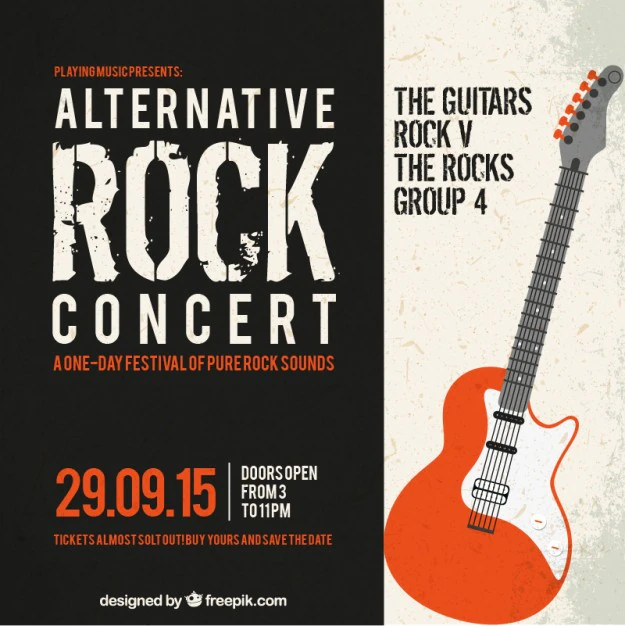 PLAYING MUSIC PRESENTS:
ALTERNATIVE
ROCK
CONCERT
A ONE-DAY FESTIVAL OF PURE ROCK SOUNDS
29.09.15
DOORS OPEN
FROM 3
TO 11PM
TICKETS ALMOST SOLT OUT! BUY YOURS AND SAVE THE DATE
designed by freepik.com
THE GUITARS
ROCK V
THE ROCKS
GROUP 4